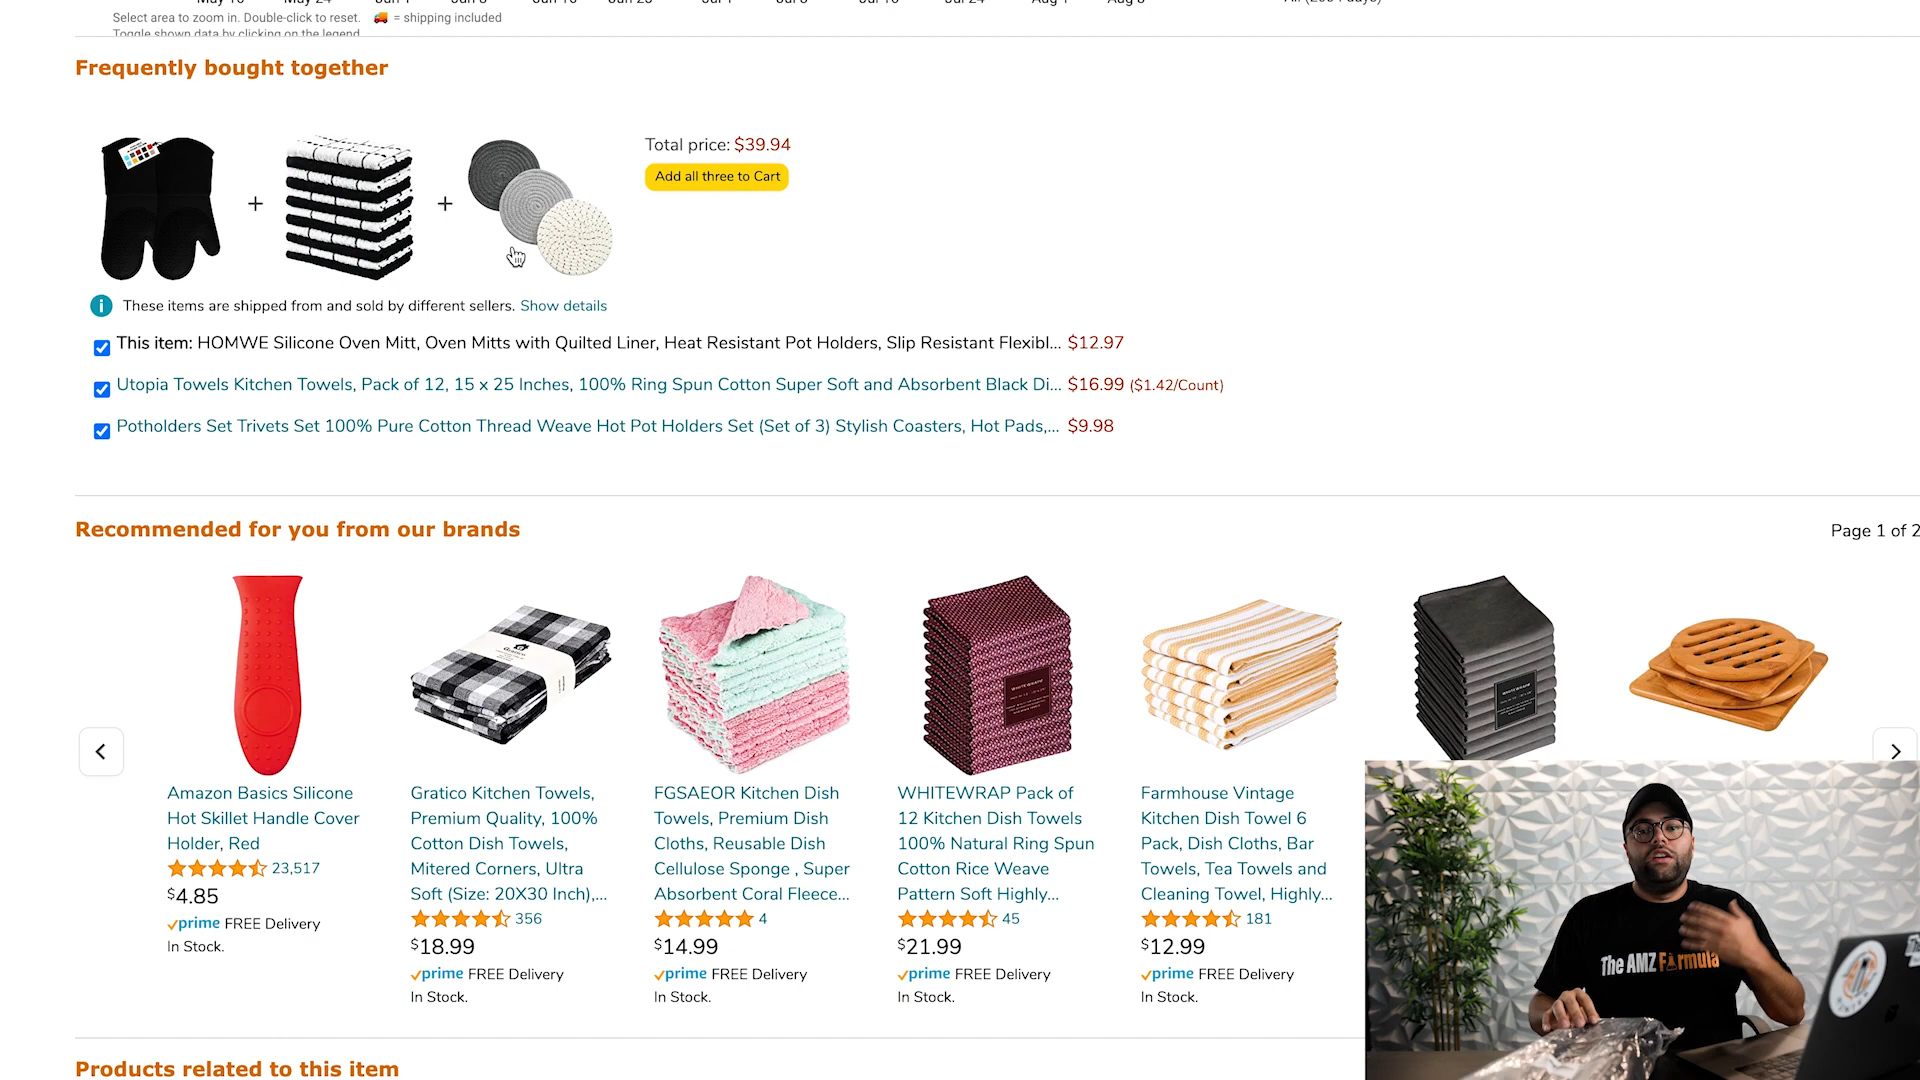 Select area to zoom in. Double-click to reset. = shipping included
Toggle shown data by clicking on the legend.
Frequently bought together
Total price: $39.94
Add all three to Cart
+ +
These items are shipped from and sold by different sellers. Show details
This item: HOMWE Silicone Oven Mitt, Oven Mitts with Quilted Liner, Heat Resistant Pot Holders, Slip Resistant Flexibl... $12.97
Utopia Towels Kitchen Towels, Pack of 12, 15 x 25 Inches, 100% Ring Spun Cotton Super Soft and Absorbent Black Di... $16.99 ($1.42/Count)
Potholders Set Trivets Set 100% Pure Cotton Thread Weave Hot Pot Holders Set (Set of 3) Stylish Coasters, Hot Pads,... $9.98
Recommended for you from our brands
Page 1 of 2
Gratico
WHITEWRAP
Amazon Basics Silicone
Hot Skillet Handle Cover
Holder, Red
23,517
$4.85
prime FREE Delivery
In Stock.
Gratico Kitchen Towels,
Premium Quality, 100%
Cotton Dish Towels,
Mitered Corners, Ultra
Soft (Size: 20X30 Inch),...
356
$18.99
prime FREE Delivery
In Stock.
FGSAEOR Kitchen Dish
Towels, Premium Dish
Cloths, Reusable Dish
Cellulose Sponge , Super
Absorbent Coral Fleece...
4
$14.99
prime FREE Delivery
In Stock.
WHITEWRAP Pack of
12 Kitchen Dish Towels
100% Natural Ring Spun
Cotton Rice Weave
Pattern Soft Highly...
45
$21.99
prime FREE Delivery
In Stock.
Farmhouse Vintage
Kitchen Dish Towel 6
Pack, Dish Cloths, Bar
Towels, Tea Towels and
Cleaning Towel, Highly...
181
$12.99
prime FREE Delivery
In Stock.
The AMZ Formula
Products related to this item